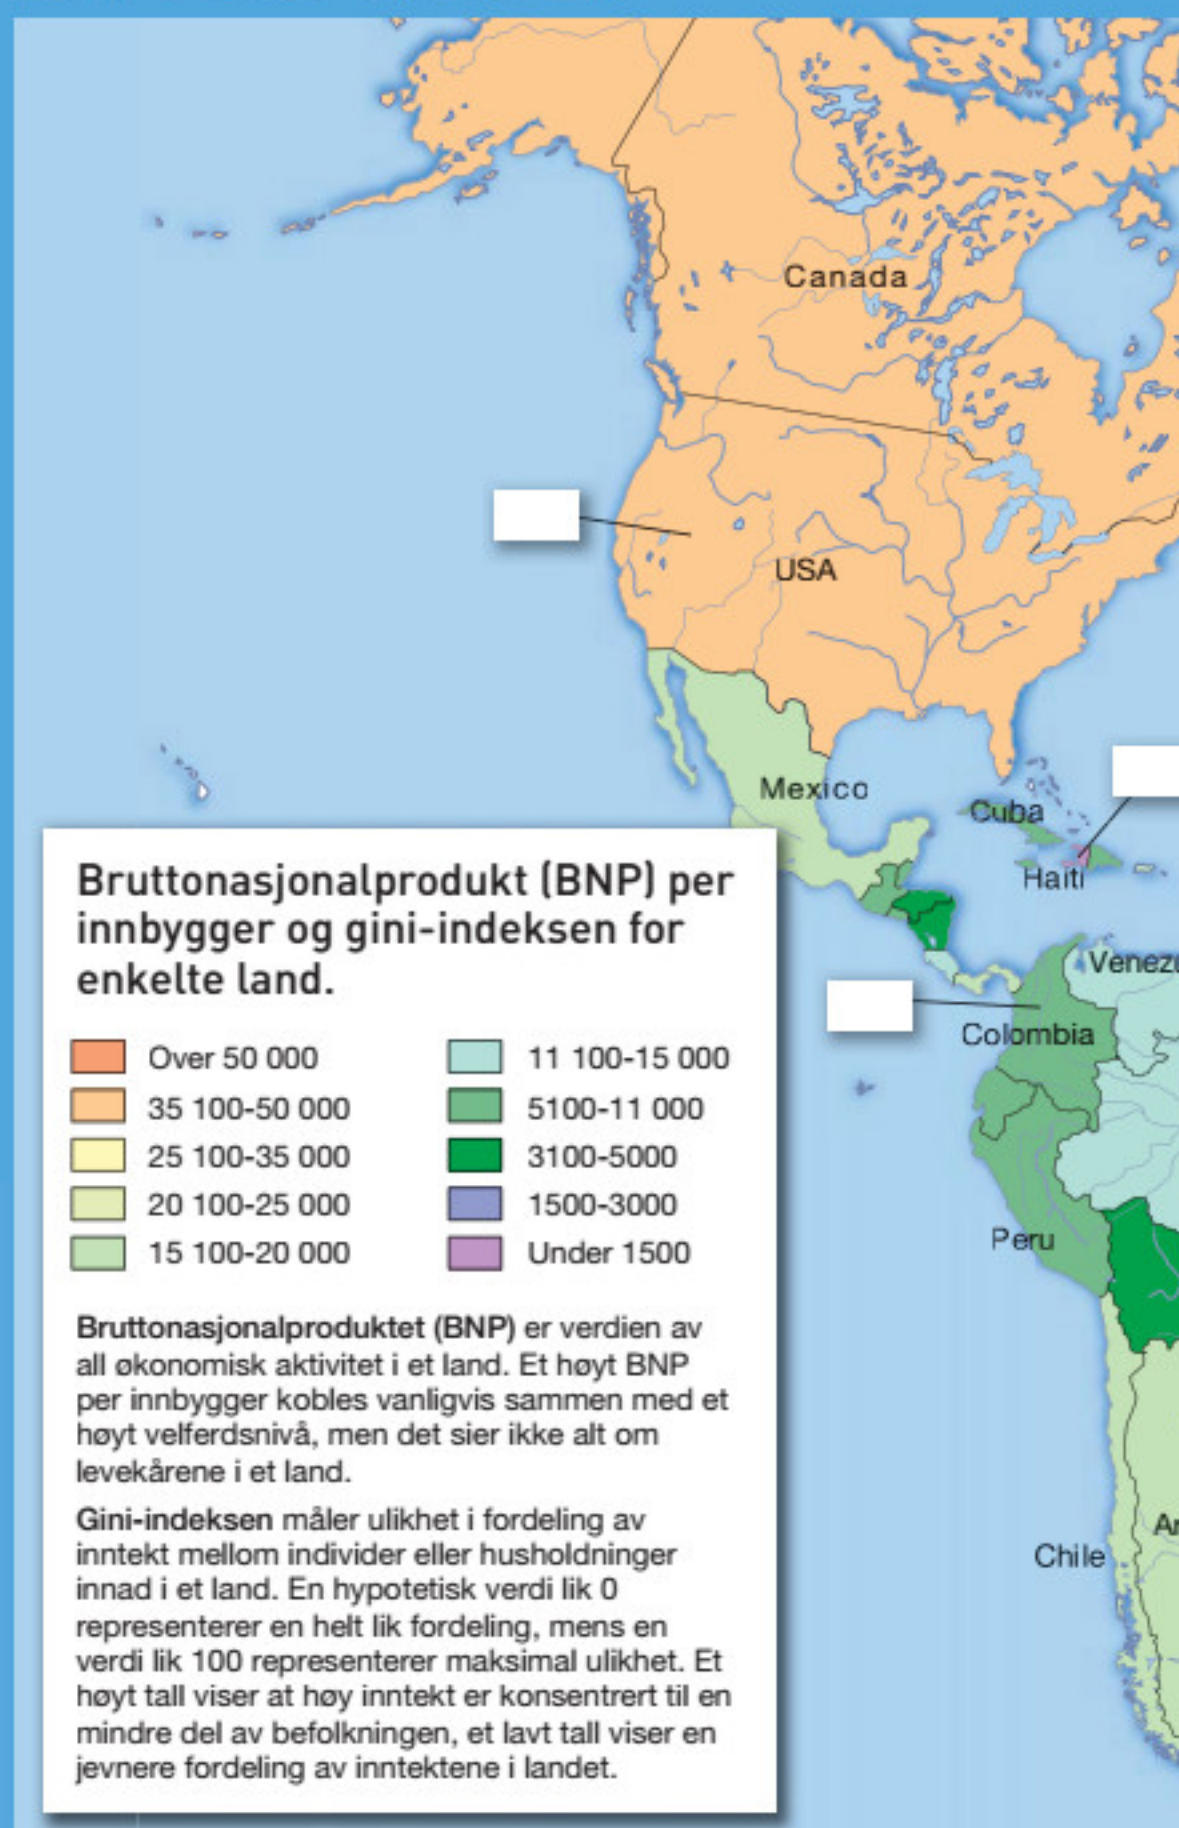 Canada
USA
Mexico
Cuba
Haiti
Venezu
Colombia
Peru
Chile
Ar
Bruttonasjonalprodukt (BNP) per
innbygger og gini-indeksen for
enkelte land.
Over 50 000
35 100-50 000
25 100-35 000
20 100-25 000
15 100-20 000
11 100-15 000
5100-11 000
3100-5000
1500-3000
Under 1500
Bruttonasjonalproduktet (BNP) er verdien av
all økonomisk aktivitet i et land. Et høyt BNP
per innbygger kobles vanligvis sammen med et
høyt velferdsnivå, men det sier ikke alt om
levekårene i et land.
Gini-indeksen måler ulikhet i fordeling av
inntekt mellom individer eller husholdninger
innad i et land. En hypotetisk verdi lik 0
representerer en helt lik fordeling, mens en
verdi lik 100 representerer maksimal ulikhet. Et
høyt tall viser at høy inntekt er konsentrert til en
mindre del av befolkningen, et lavt tall viser en
jevnere fordeling av inntektene i landet.